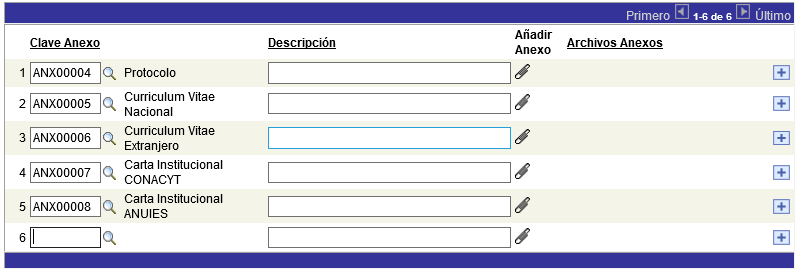 Primero 1-6 de 6 Último
Clave Anexo Descripción Añadir Anexo Archivos Anexos
1 ANX00004 Protocolo
2 ANX00005 Curriculum Vitae Nacional
3 ANX00006 Curriculum Vitae Extranjero
4 ANX00007 Carta Institucional CONACYT
5 ANX00008 Carta Institucional ANUIES
6